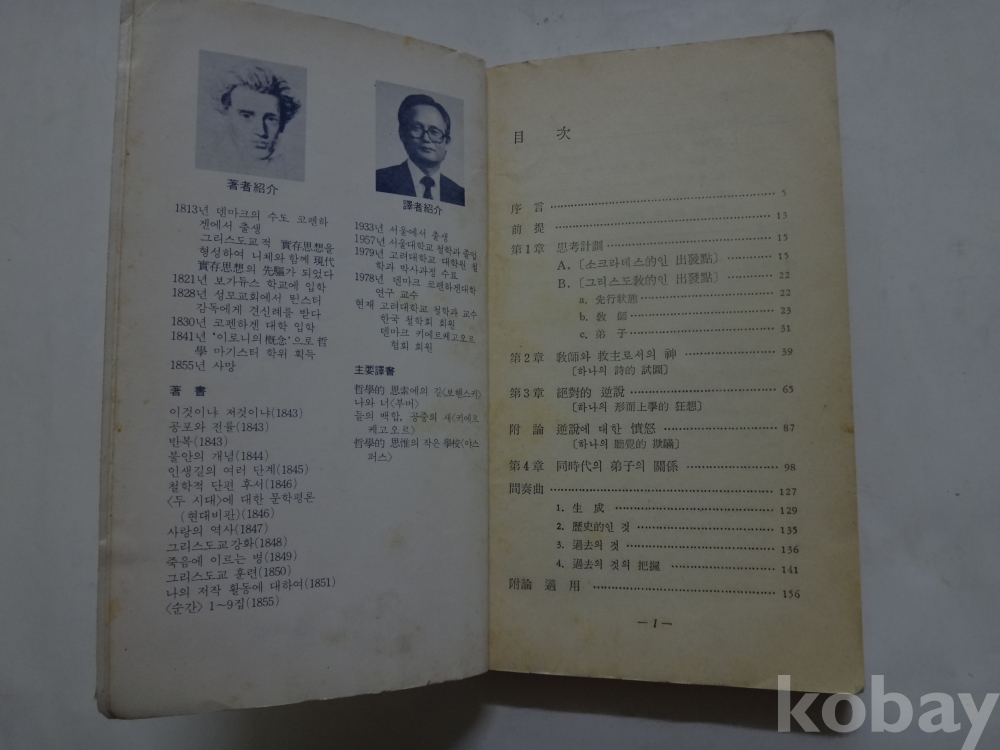 著者紹介
1813년 덴마크의 수도 코펜하
겐에서 출생
그리스도교적 實存思想을
형성하여 니체와 함께 現代
實存思想의 先驅가 되었다
1821년 보가듀스 학교에 입학
1828년 성모교회에서 뮌스터
감독에게 견신례를 받다
1830년 코펜하겐 대학 입학
1841년 '이로니의 概念'으로 哲
學 마기스터 학위 획득
1855년 사망
著 書
이것이냐 저것이냐(1843)
공포와 전율(1843)
반복(1843)
불안의 개념(1844)
인생길의 여러 단계(1845)
철학적 단편 후서(1846)
〈두 시대〉에 대한 문학평론
(현대비판)(1846)
사랑의 역사(1847)
그리스도교강화(1848)
죽음에 이르는 병(1849)
그리스도교 훈련(1850)
나의 저작 활동에 대하여(1851)
〈순간〉 1~9집(1855)
譯者紹介
1933년 서울에서 출생
1957년 서울대학교 철학과 졸업
1979년 고려대학교 대학원 철
학과 박사과정 수료
1978년 덴마크 코펜하겐대학
연구 교수
현재 고려대학교 철학과 교수
한국 철학회 회원
덴마크 키에르케고오르
협회 회원
主要譯書
哲學的 思索에의 길〈보헨스키〉
나와 너〈부버〉
들의 백합, 공중의 새〈키에르
케고오르〉
哲學的 思惟의 작은 學校〈야스
퍼스〉
目 次
序 言 5
前 提 13
第1章 思考計劃 15
A. 〔소크라테스的인 出發點〕 15
B. 〔그리스도敎的인 出發點〕 22
a. 先行狀態 22
b. 敎 師 23
c. 弟 子 31
第2章 敎師와 救主로서의 神 39
〔하나의 詩的 試圖〕
第3章 絕對的 逆說 65
〔하나의 形而上學的 狂想〕
附 論 逆說에 대한 憤怒 87
〔하나의 聽覺的 欺瞞〕
第4章 同時代의 弟子의 關係 98
間奏曲 127
1. 生 成 129
2. 歷史的인 것 135
3. 過去의 것 136
4. 過去의 것의 把握 141
附論 適 用 156
— 1 —
kobay